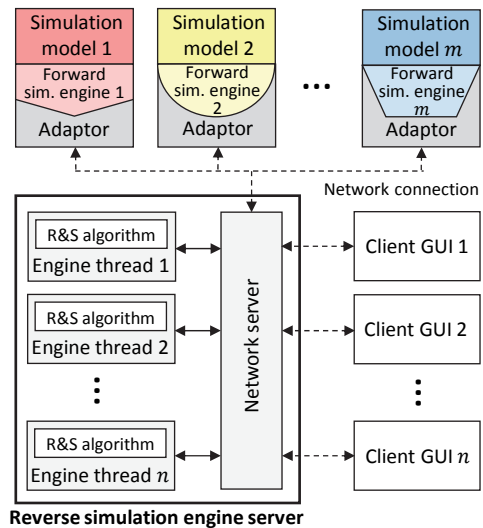 Simulation
model 1
Forward
sim. engine 1
Adaptor
Simulation
model 2
Forward
sim. engine
2
Adaptor
...
Simulation
model m
Forward
sim. engine
m
Adaptor
Network connection
R&S algorithm
Engine thread 1
R&S algorithm
Engine thread 2
⋮
R&S algorithm
Engine thread n
Network server
Client GUI 1
Client GUI 2
⋮
Client GUI n
Reverse simulation engine server